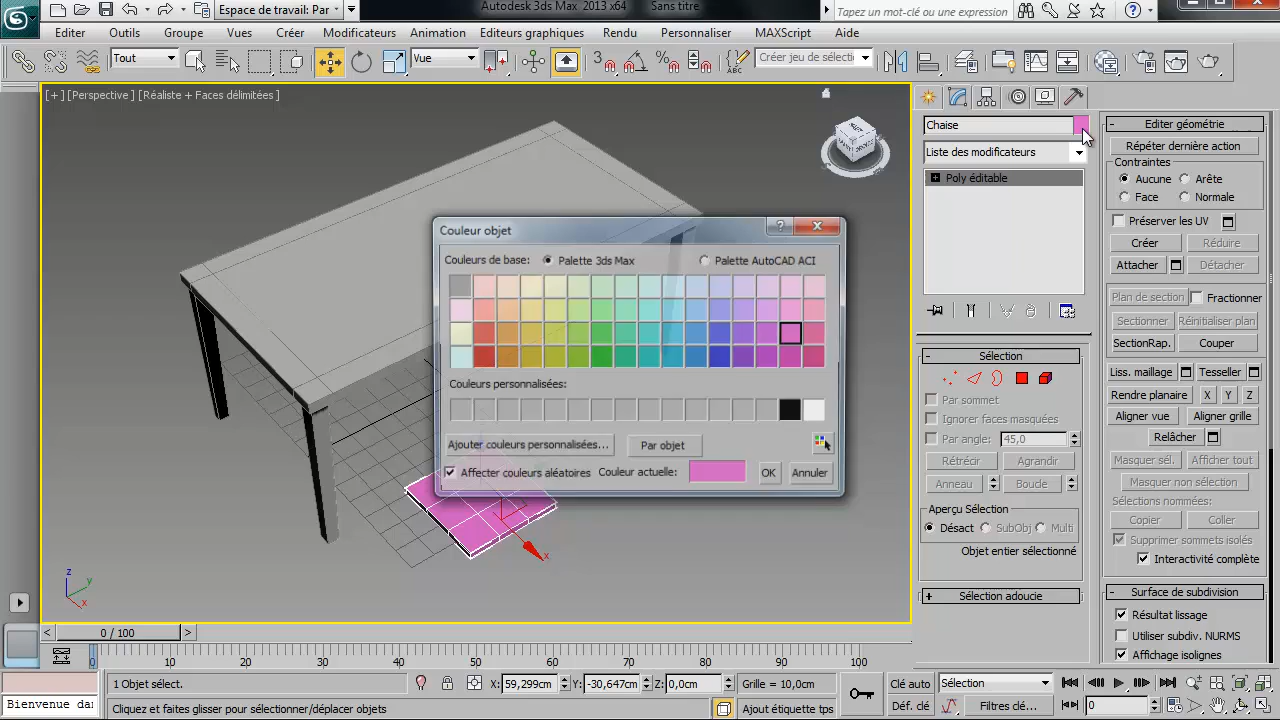 Espace de travail: Par
Autodesk 3ds Max 2013 x64 Sans titre
Tapez un mot-clé ou une expression
Editer Outils Groupe Vues Créer Modificateurs Animation Editeurs graphiques Rendu Personnaliser MAXScript Aide
Tout
Vue
3
ABC
Créer jeu de sélecti
[ + ] [Perspective ] [Réaliste + Faces délimitées ]
Chaise
Liste des modificateurs
Poly éditable
Couleur objet
Couleurs de base:
Palette 3ds Max
Palette AutoCAD ACI
Couleurs personnalisées:
Ajouter couleurs personnalisées...
Par objet
Affecter couleurs aléatoires
Couleur actuelle:
OK
Annuler
x
z
y
x
Sélection
Par sommet
Ignorer faces masquées
Par angle: 45,0
Rétrécir
Agrandir
Anneau
Boucle
Aperçu Sélection
Désact
SubObj
Multi
Objet entier sélectionné
Sélection adoucie
Editer géométrie
Répéter dernière action
Contraintes
Aucune
Arête
Face
Normale
Préserver les UV
Créer
Réduire
Attacher
Détacher
Plan de section
Fractionner
Sectionner
Réinitialiser plan
SectionRap.
Couper
Liss. maillage
Tesseller
Rendre planaire
X
Y
Z
Aligner vue
Aligner grille
Relâcher
Masquer sél.
Afficher tout
Masquer non sélection
Sélections nommées:
Copier
Coller
Supprimer sommets isolés
Interactivité complète
Surface de subdivision
Résultat lissage
Utiliser subdiv. NURMS
Affichage isolignes
0 / 100
0 10 20 30 40 50 60 70 80 90 100
1 Objet sélect.
X: 59,299cm
Y: -30,647cm
Z: 0,0cm
Grille = 10,0cm
Clé auto
Sélection
Bienvenue dan
Cliquez et faites glisser pour sélectionner/déplacer objets
Ajout étiquette tps
Déf. clé
Filtres clé...
0